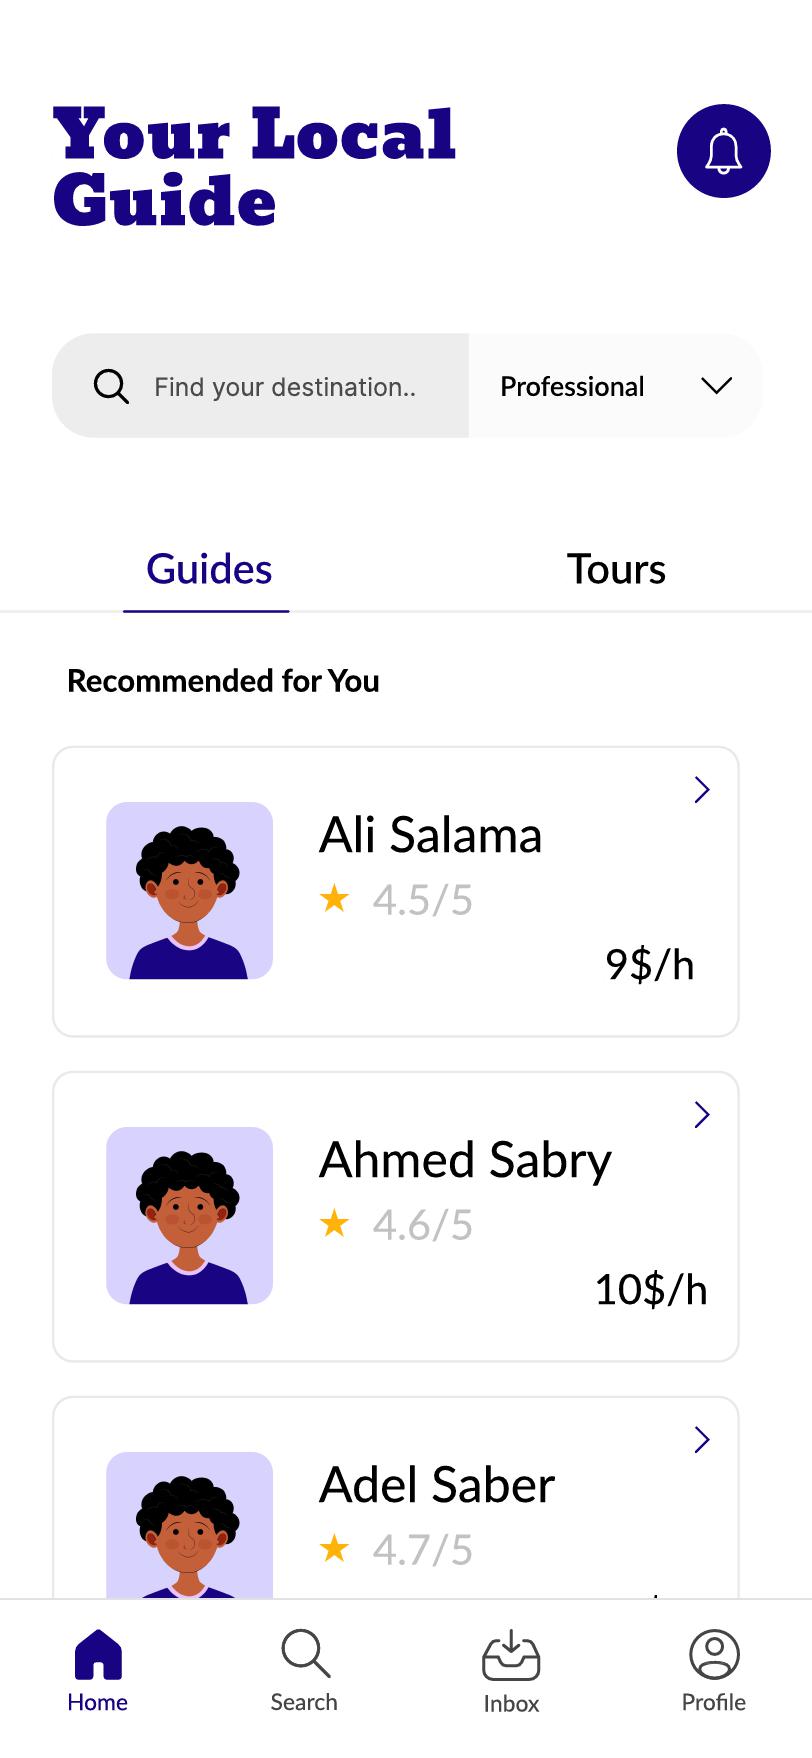 Your Local
Guide
Find your destination..
Professional
Guides
Tours
Recommended for You
Ali Salama
4.5/5
9$/h
Ahmed Sabry
4.6/5
10$/h
Adel Saber
4.7/5
Home
Search
Inbox
Profile